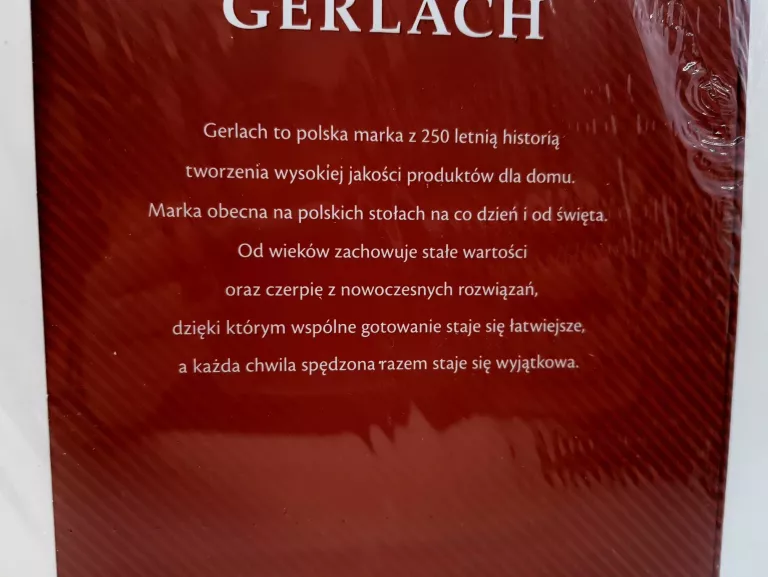 GERLACH
Gerlach to polska marka z 250 letnią historią
tworzenia wysokiej jakości produktów dla domu.
Marka obecna na polskich stołach na co dzień i od święta.
Od wieków zachowuje stałe wartości
oraz czerpię z nowoczesnych rozwiązań,
dzięki którym wspólne gotowanie staje się łatwiejsze,
a każda chwila spędzona razem staje się wyjątkowa.